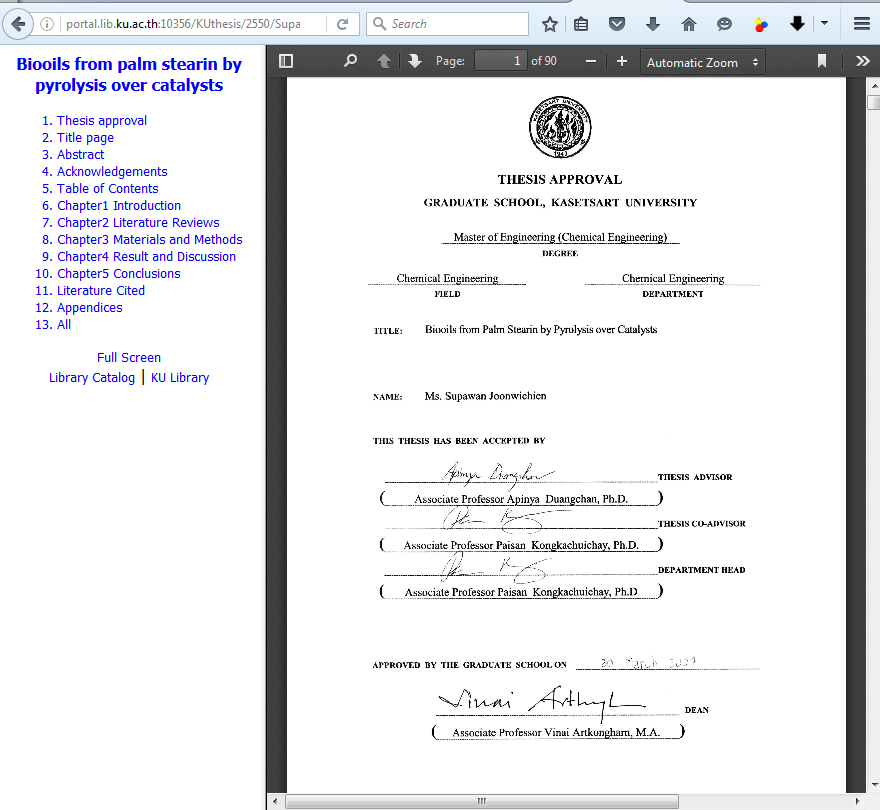 portal.lib.ku.ac.th:10356/KUthesis/2550/Supa
Search
Biooils from palm stearin by
pyrolysis over catalysts
1. Thesis approval
2. Title page
3. Abstract
4. Acknowledgements
5. Table of Contents
6. Chapter1 Introduction
7. Chapter2 Literature Reviews
8. Chapter3 Materials and Methods
9. Chapter4 Result and Discussion
10. Chapter5 Conclusions
11. Literature Cited
12. Appendices
13. All
Full Screen
Library Catalog | KU Library
Page: 1 of 90
Automatic Zoom
KASETSART UNIVERSITY
1943
THESIS APPROVAL
GRADUATE SCHOOL, KASETSART UNIVERSITY
Master of Engineering (Chemical Engineering)
DEGREE
Chemical Engineering Chemical Engineering
FIELD DEPARTMENT
TITLE: Biooils from Palm Stearin by Pyrolysis over Catalysts
NAME: Ms. Supawan Joonwichien
THIS THESIS HAS BEEN ACCEPTED BY
Apinya Duangchan THESIS ADVISOR
( Associate Professor Apinya Duangchan, Ph.D. )
THESIS CO-ADVISOR
( Associate Professor Paisan Kongkachuichay, Ph.D. )
DEPARTMENT HEAD
( Associate Professor Paisan Kongkachuichay, Ph.D )
APPROVED BY THE GRADUATE SCHOOL ON 30 March 2007
DEAN
( Associate Professor Vinai Artkongharn, M.A. )